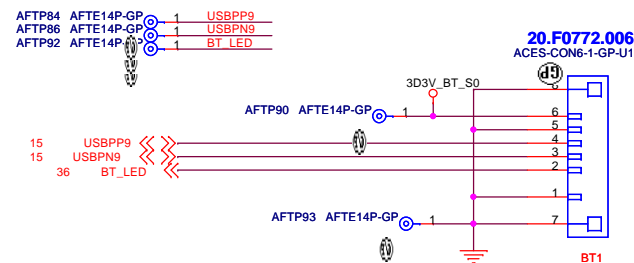 AFTP84 AFTE14P-GP 1 USBPP9
AFTP86 AFTE14P-GP 1 USBPN9
AFTP92 AFTE14P-GP 1 BT_LED
20.F0772.006
ACES-CON6-1-GP-U1
GP
3D3V_BT_S0
8
AFTP90 AFTE14P-GP 1
6
5
15 USBPP9 4
15 USBPN9 3
36 BT_LED 2
1
AFTP93 AFTE14P-GP 1 7
BT1